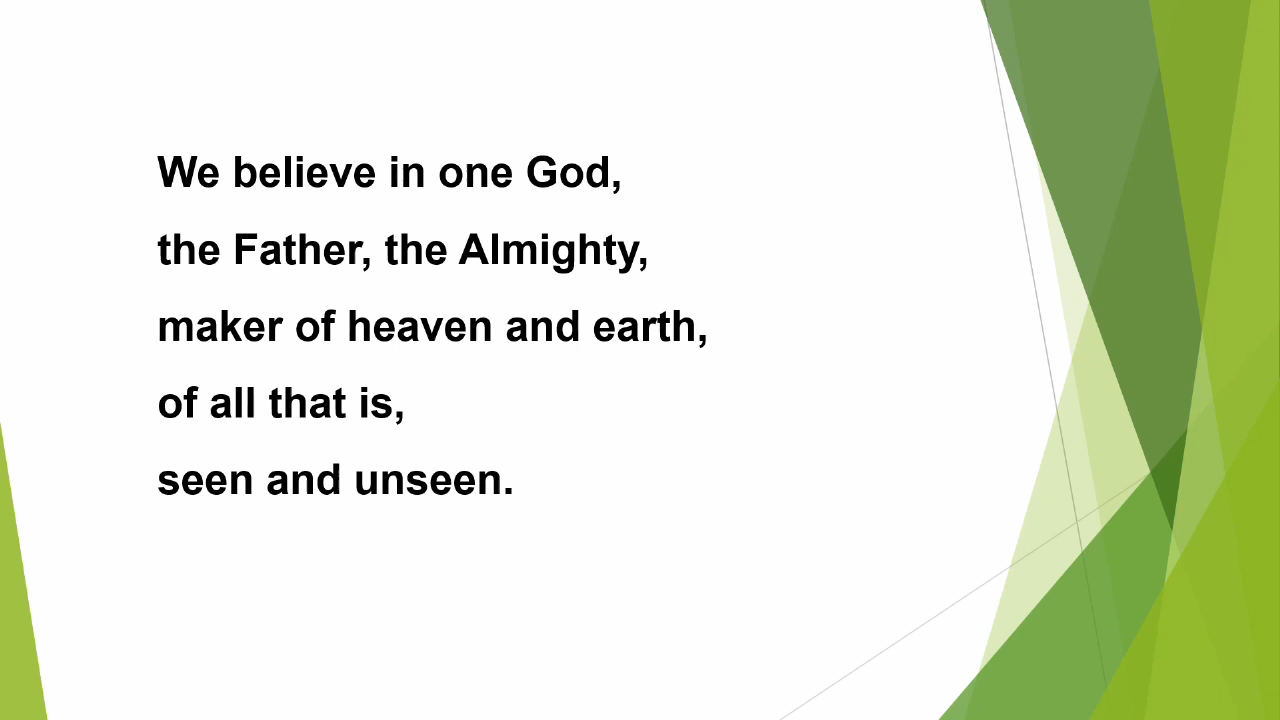 We believe in one God,
the Father, the Almighty,
maker of heaven and earth,
of all that is,
seen and unseen.